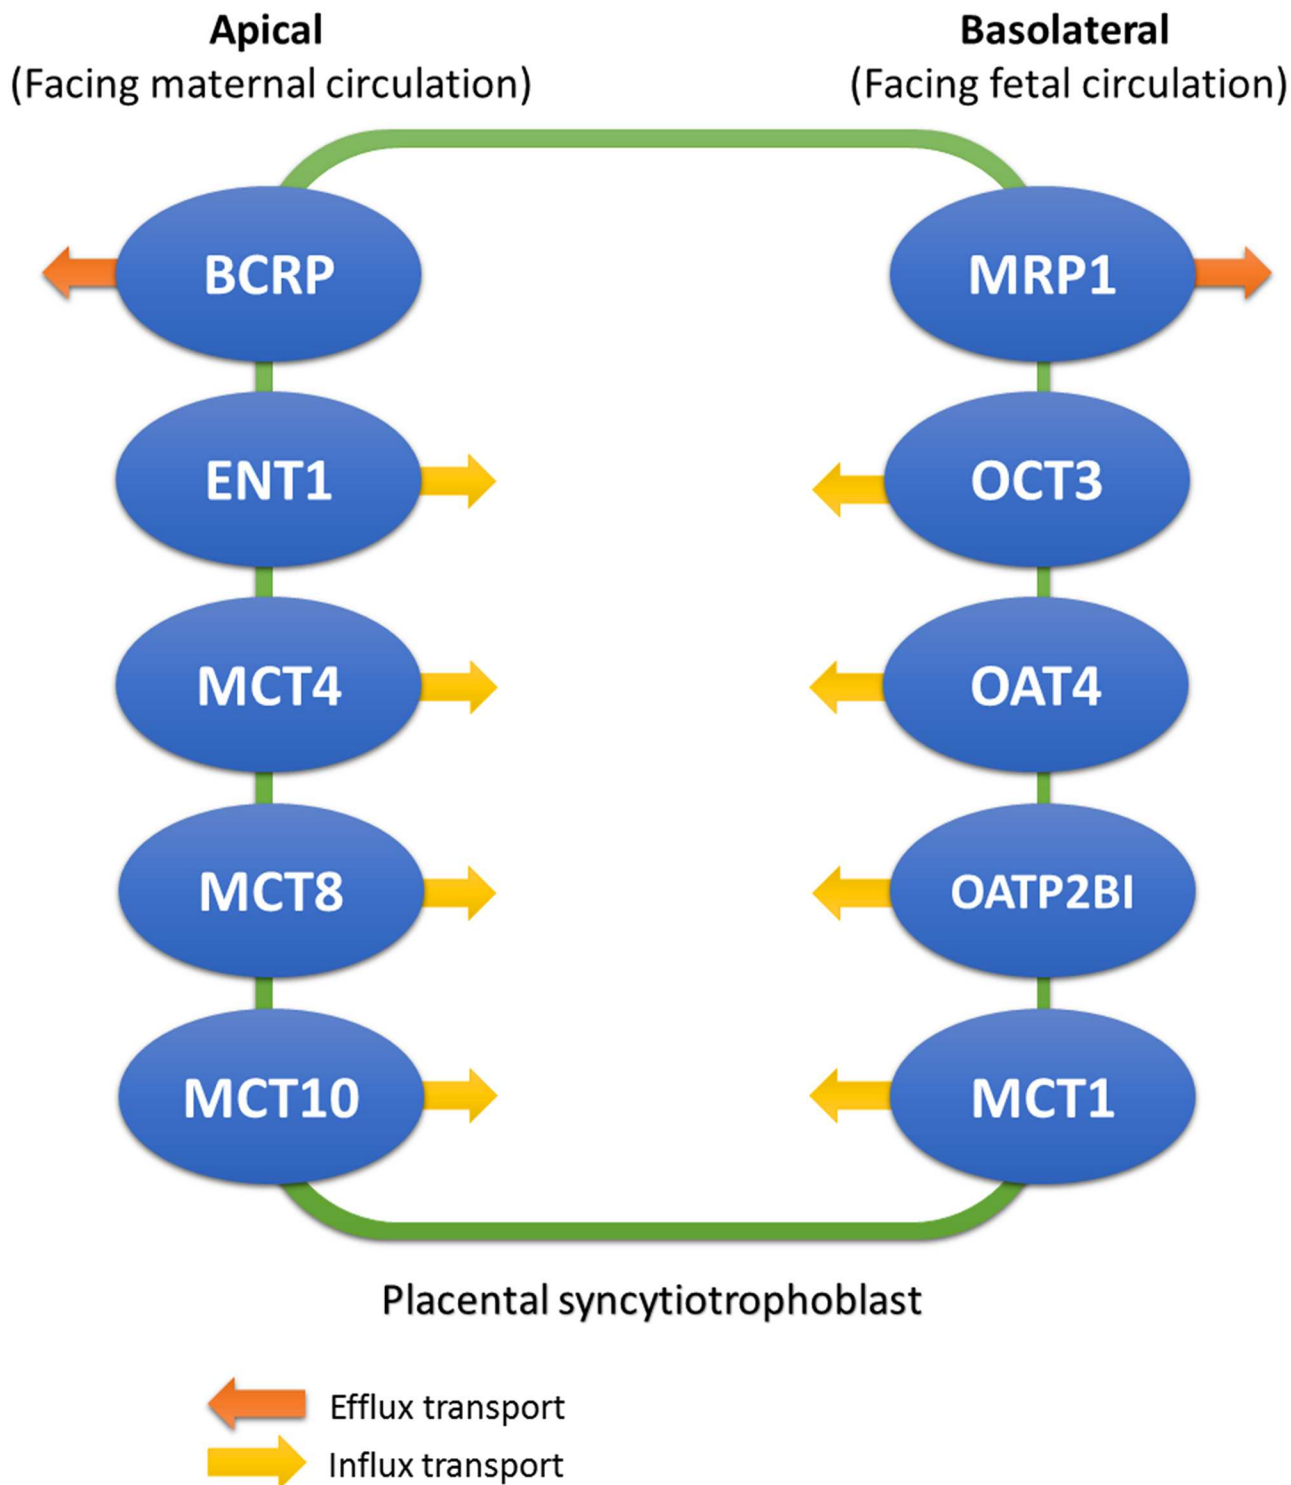 Apical
(Facing maternal circulation)
Basolateral
(Facing fetal circulation)
BCRP
MRP1
ENT1
OCT3
MCT4
OAT4
MCT8
OATP2BI
MCT10
MCT1
Placental syncytiotrophoblast
Efflux transport
Influx transport